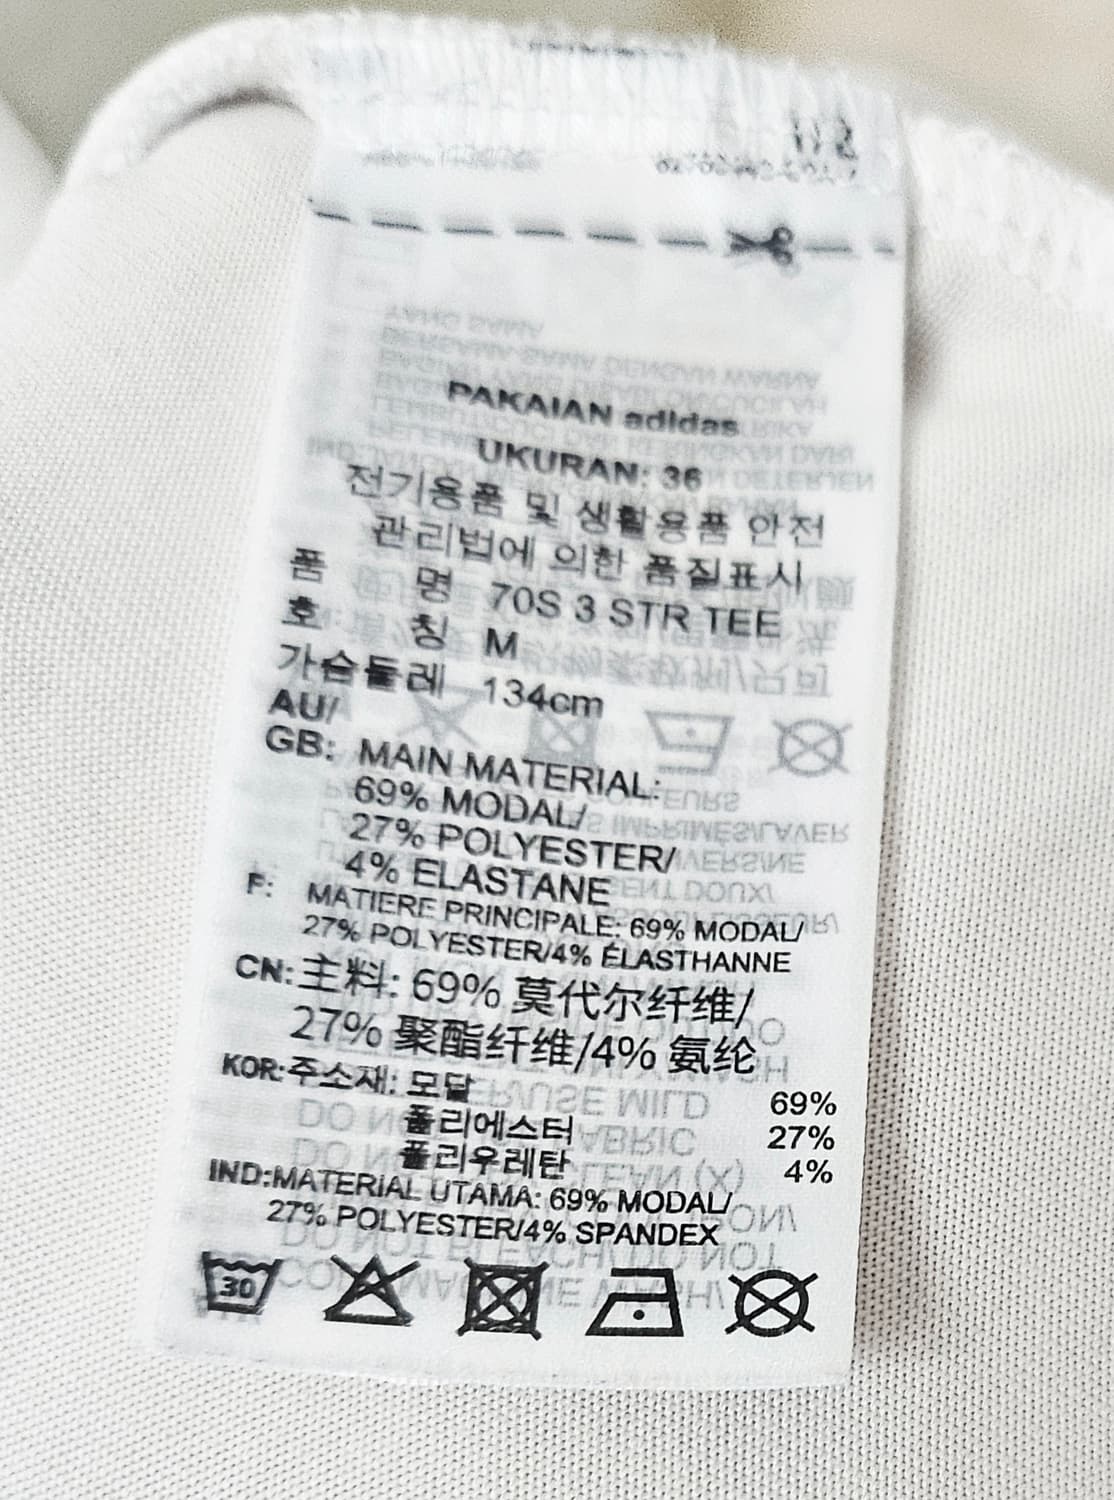 PAKAIAN adidas
UKURAN: 36
전기용품 및 생활용품 안전
관리법에 의한 품질표시
품 명 70S 3 STR TEE
호 칭 M
가슴둘레 134cm
AU/
GB: MAIN MATERIAL:
69% MODAL/
27% POLYESTER/
4% ELASTANE
F: MATIERE PRINCIPALE: 69% MODAL/
27% POLYESTER/4% ÉLASTHANNE
CN: 主料: 69% 莫代尔纤维/
27% 聚酯纤维/4% 氨纶
KOR: 주소재: 모달 69%
폴리에스터 27%
폴리우레탄 4%
IND: MATERIAL UTAMA: 69% MODAL/
27% POLYESTER/4% SPANDEX
30